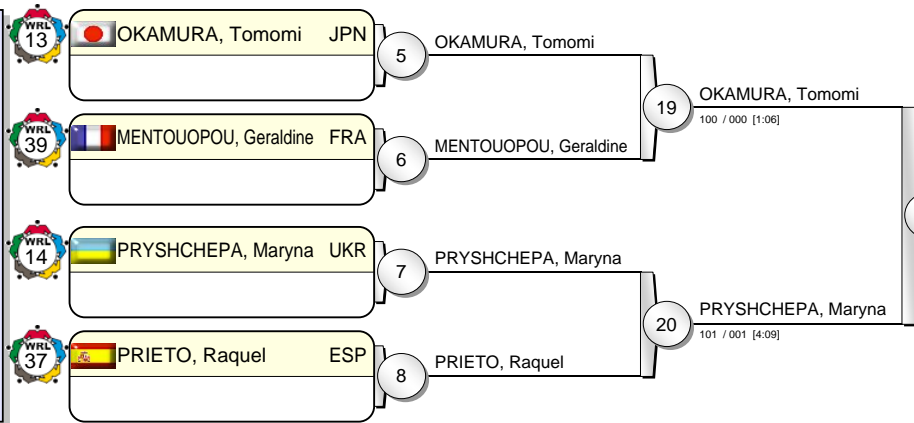 WRL
13
OKAMURA, Tomomi JPN
5
OKAMURA, Tomomi
19
OKAMURA, Tomomi
100 / 000 [1:06]
WRL
39
MENTOUOPOU, Geraldine FRA
6
MENTOUOPOU, Geraldine
WRL
14
PRYSHCHEPA, Maryna UKR
7
PRYSHCHEPA, Maryna
20
PRYSHCHEPA, Maryna
101 / 001 [4:09]
WRL
37
PRIETO, Raquel ESP
8
PRIETO, Raquel